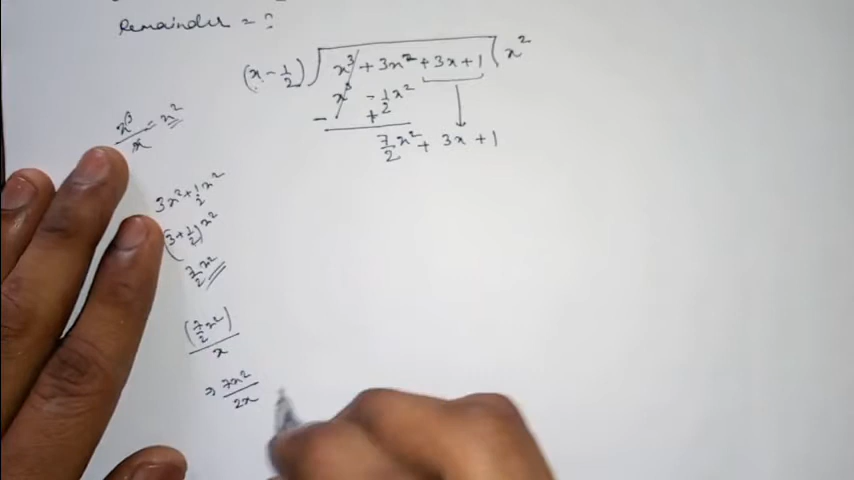 Remainder = ?
(x - 1/2) ) x³ + 3x² + 3x + 1 ( x²
x³ - 1/2 x²
- +
7/2 x² + 3x + 1
x³/x = x²
3x² + 1/2 x²
(3 + 1/2) x²
7/2 x²
(7/2 x²)/x
⇒ 7x²/2x